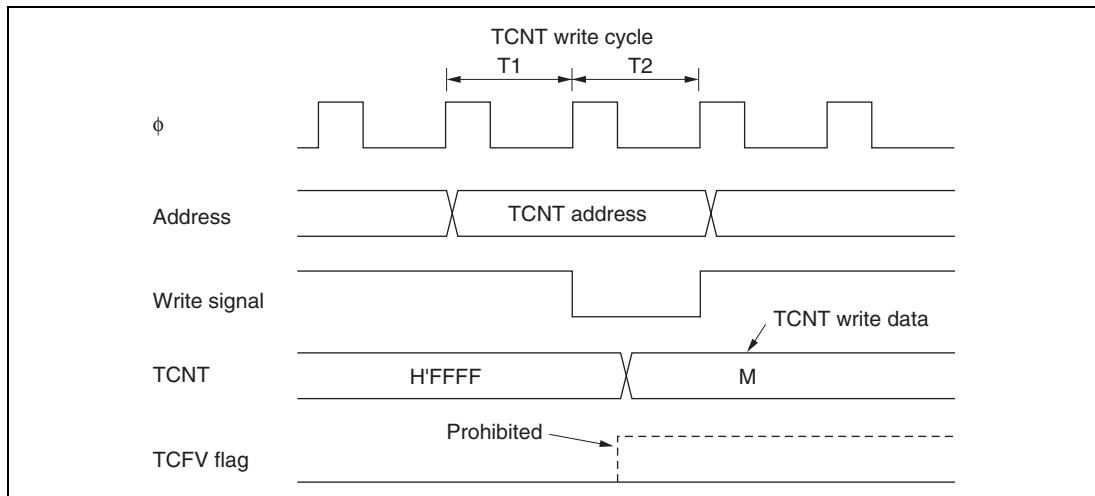 TCNT write cycle
T1 T2
ϕ
Address TCNT address
Write signal
TCNT write data
TCNT H'FFFF M
Prohibited
TCFV flag